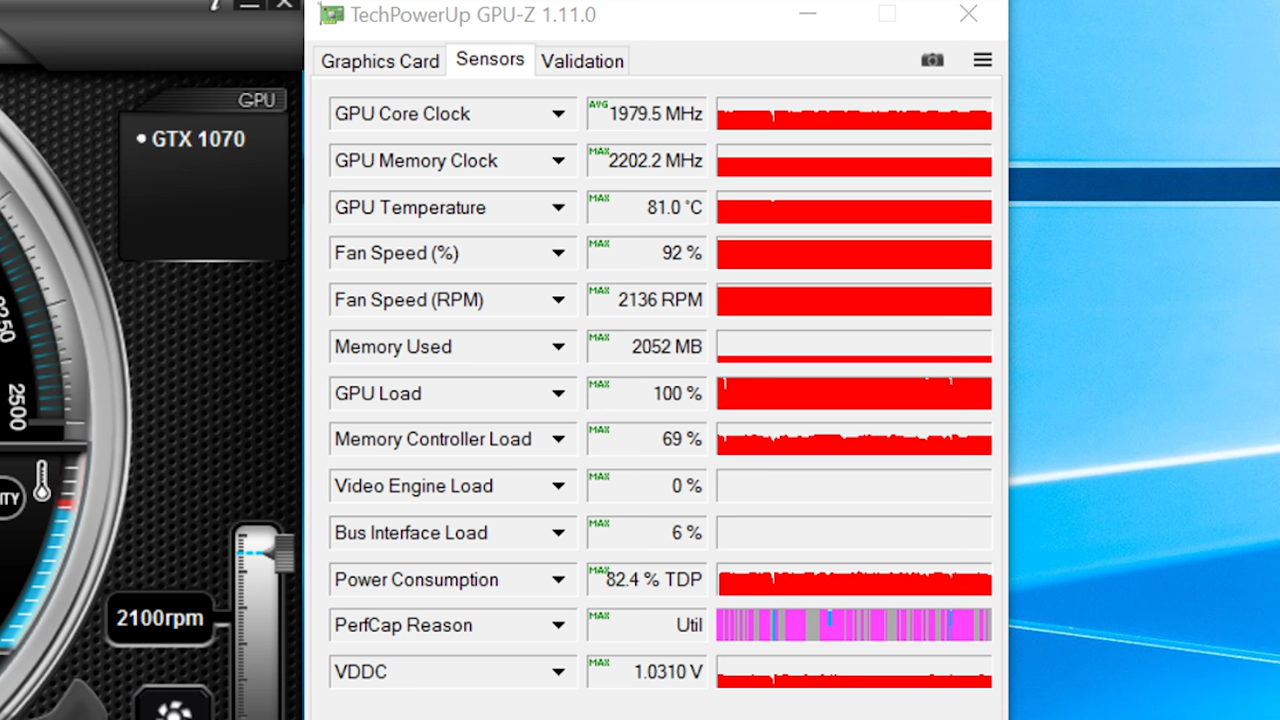 i
TechPowerUp GPU-Z 1.11.0
Graphics Card Sensors Validation
GPU
• GTX 1070
GPU Core Clock AVG 1979.5 MHz
GPU Memory Clock MAX 2202.2 MHz
GPU Temperature MAX 81.0 °C
Fan Speed (%) MAX 92 %
Fan Speed (RPM) MAX 2136 RPM
Memory Used MAX 2052 MB
GPU Load MAX 100 %
2500
Memory Controller Load MAX 69 %
Video Engine Load MAX 0 %
Bus Interface Load MAX 6 %
Power Consumption MAX 82.4 % TDP
2100rpm
PerfCap Reason MAX Util
VDDC MAX 1.0310 V